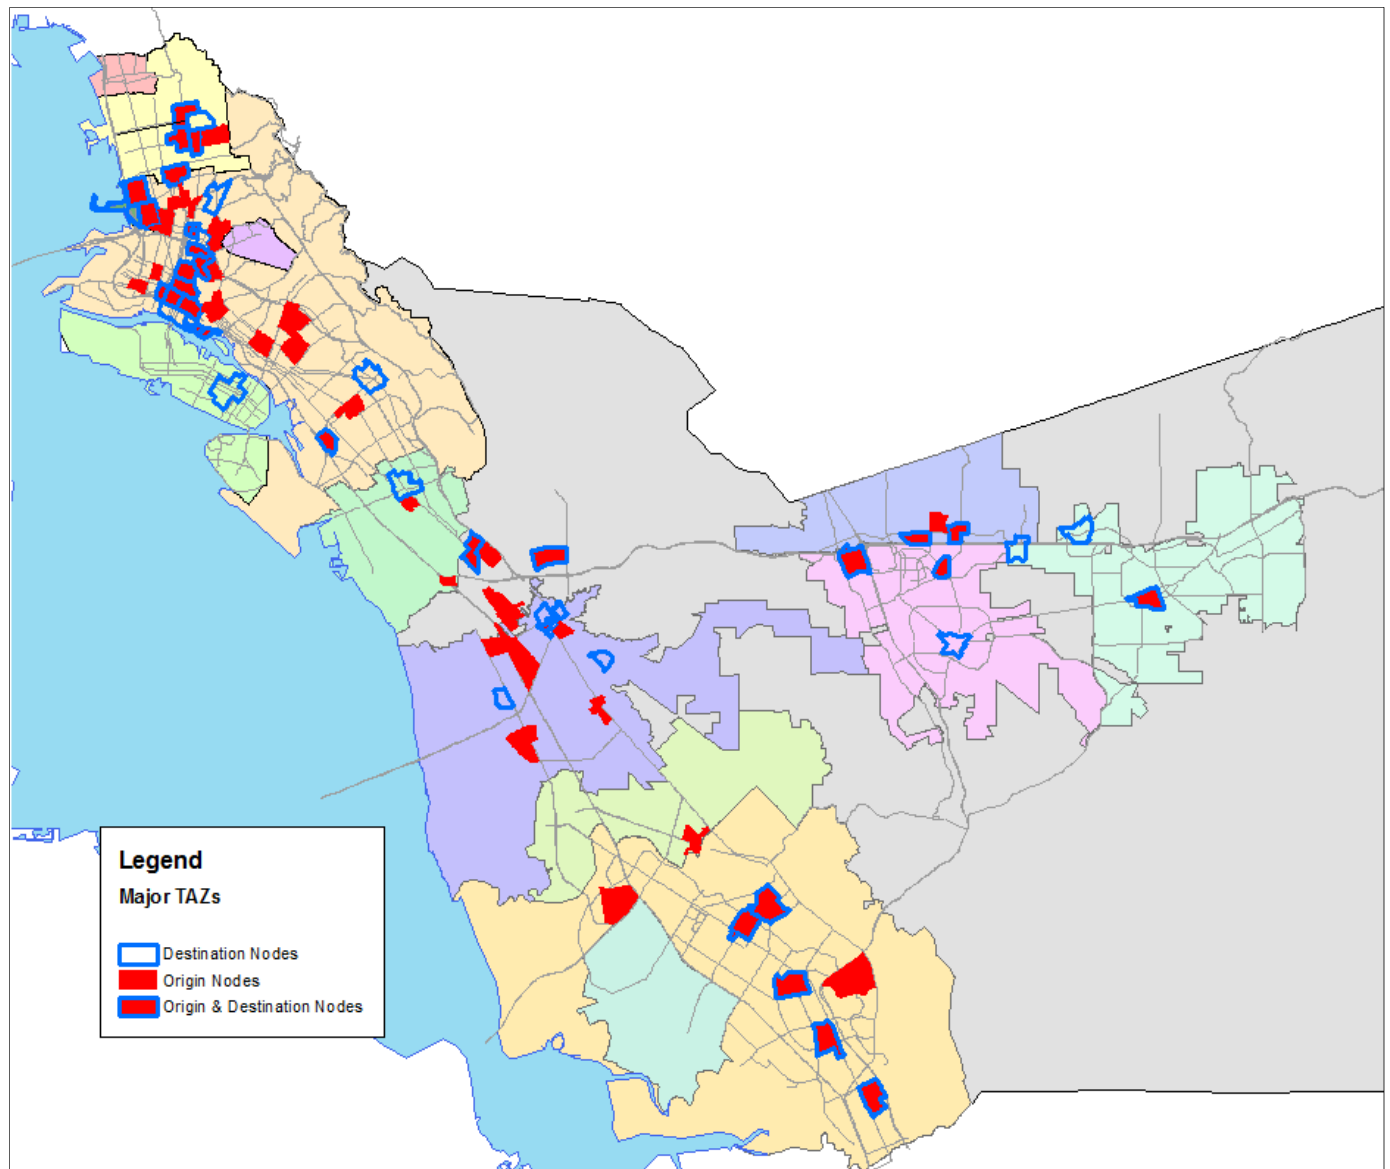 Legend
Major TAZs
Destination Nodes
Origin Nodes
Origin & Destination Nodes